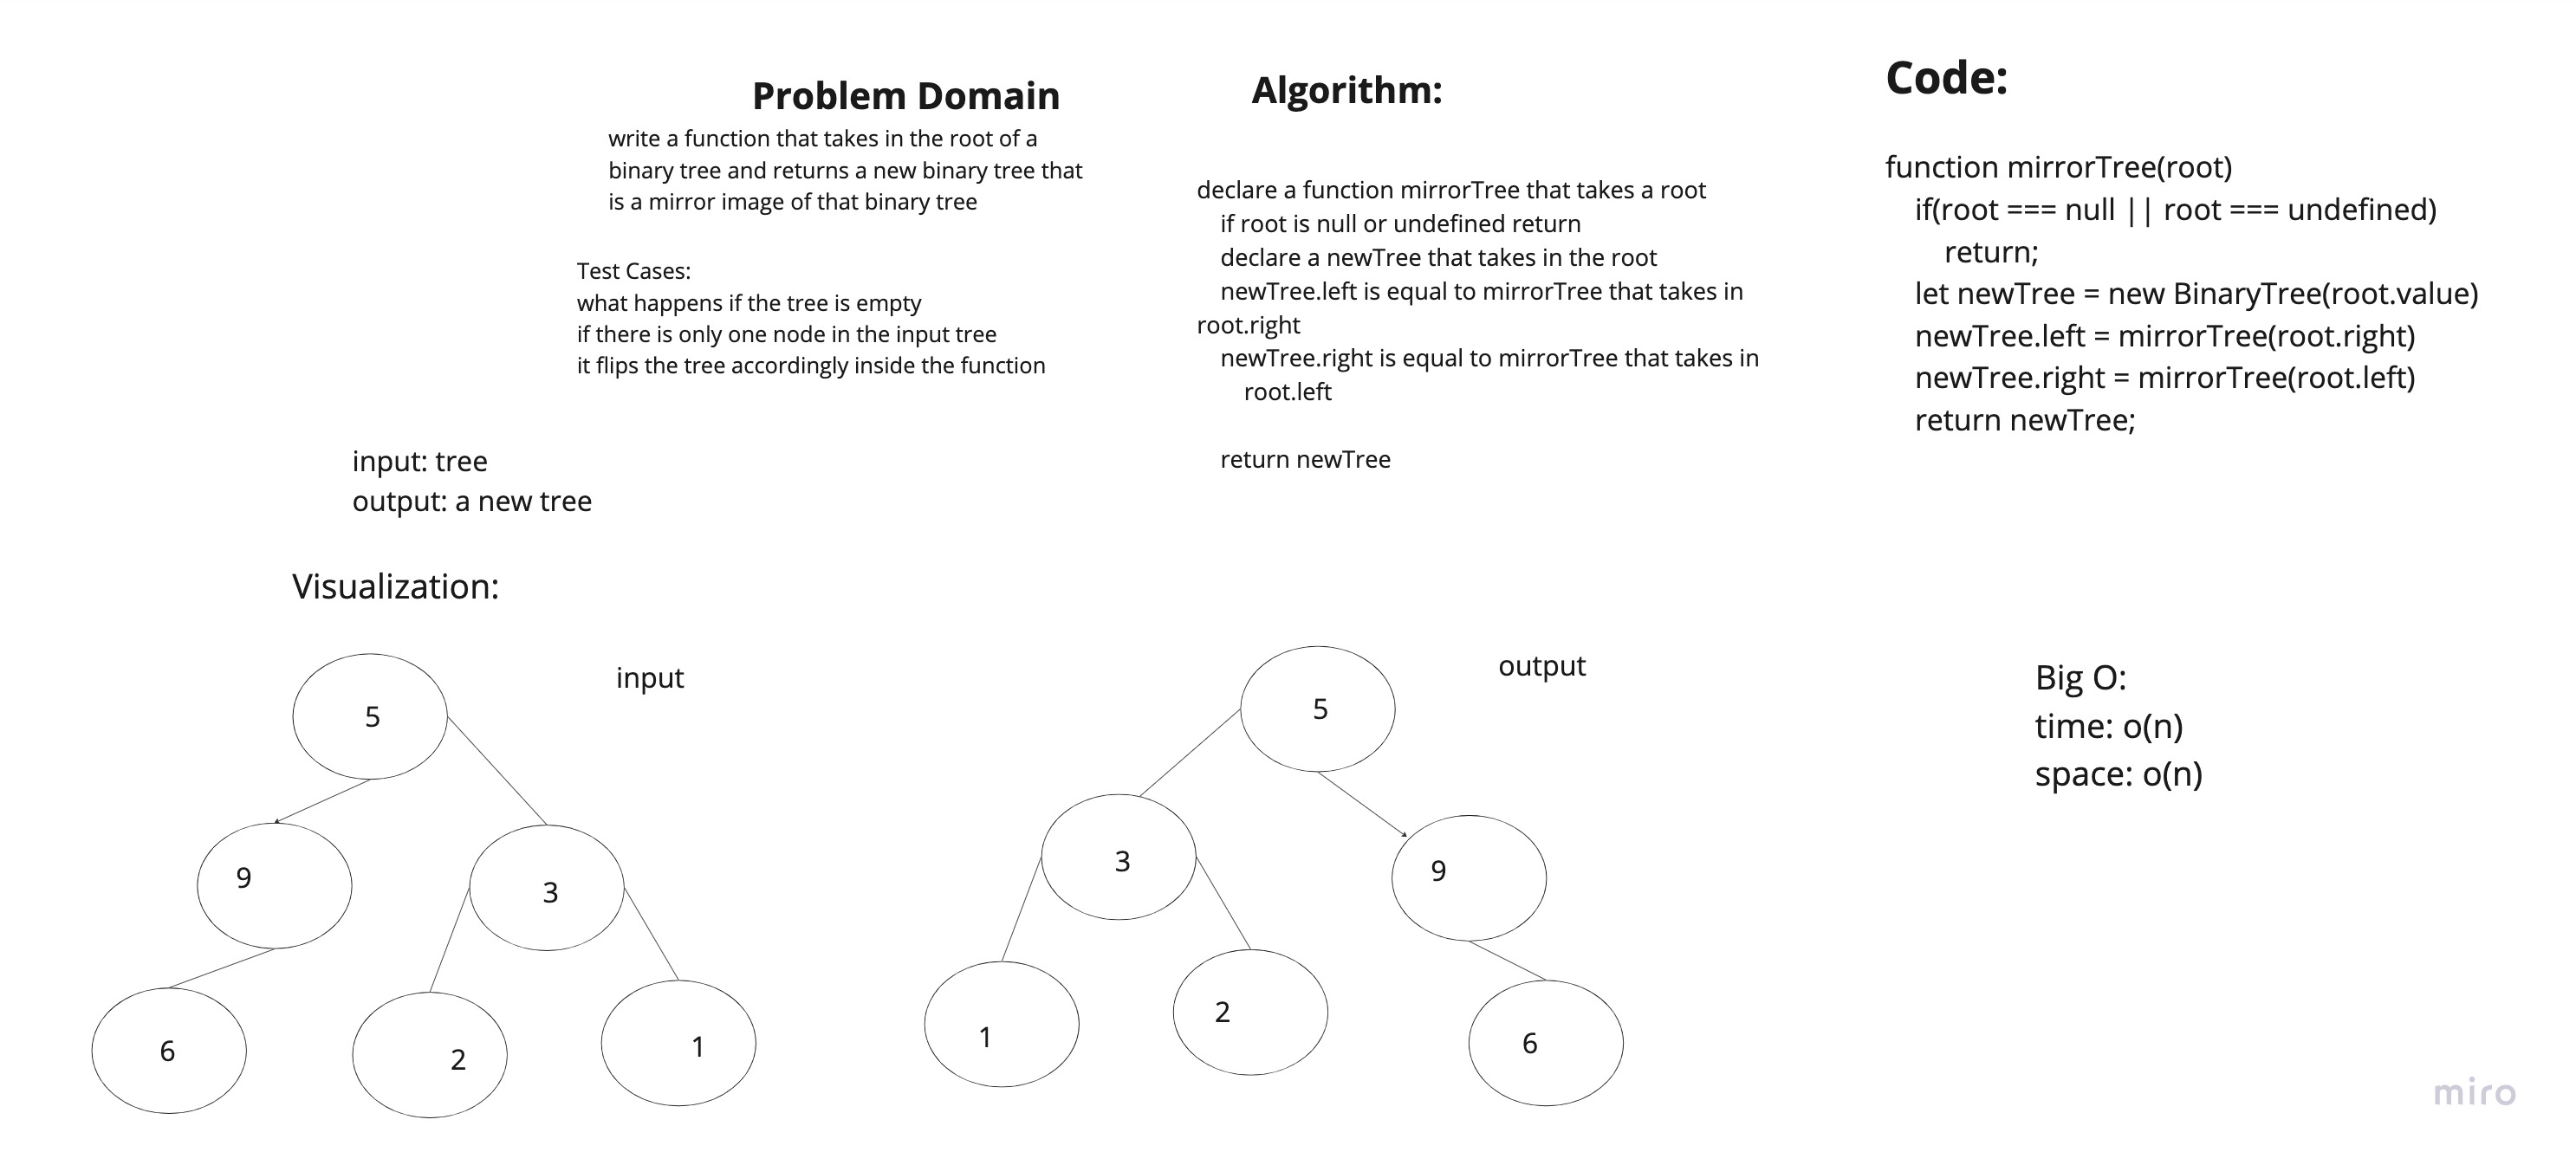 Problem Domain
write a function that takes in the root of a
binary tree and returns a new binary tree that
is a mirror image of that binary tree
Test Cases:
what happens if the tree is empty
if there is only one node in the input tree
it flips the tree accordingly inside the function
input: tree
output: a new tree
Algorithm:
declare a function mirrorTree that takes a root
if root is null or undefined return
declare a newTree that takes in the root
newTree.left is equal to mirrorTree that takes in
root.right
newTree.right is equal to mirrorTree that takes in
root.left
return newTree
Code:
function mirrorTree(root)
if(root === null || root === undefined)
return;
let newTree = new BinaryTree(root.value)
newTree.left = mirrorTree(root.right)
newTree.right = mirrorTree(root.left)
return newTree;
Visualization:
input
5
9
3
6
2
1
output
5
3
9
1
2
6
Big O:
time: o(n)
space: o(n)
miro